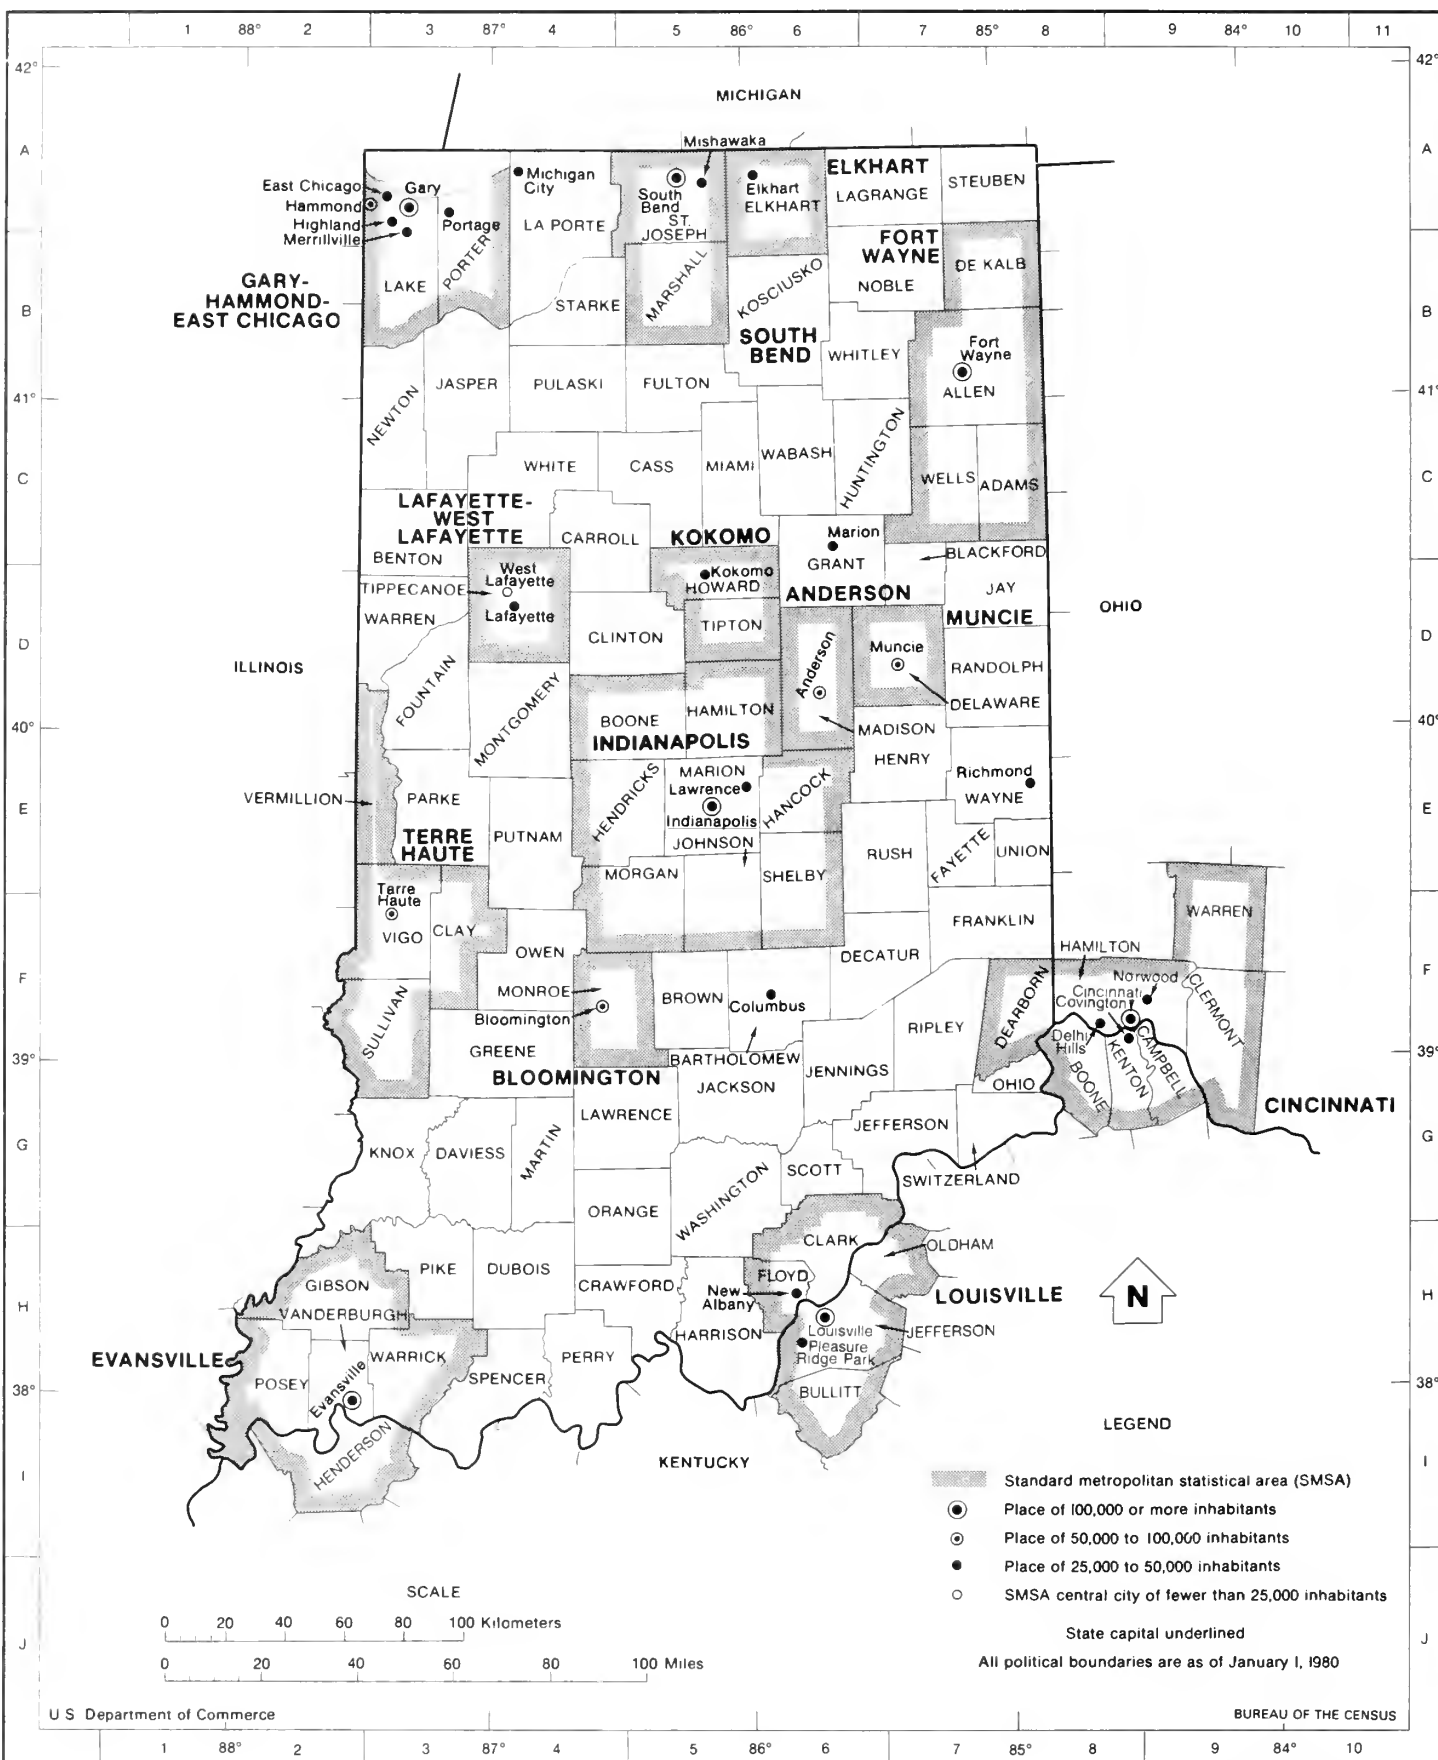 1 88° 2 3 87° 4 5 86° 6 7 85° 8 9 84° 10 11
42° 42°
MICHIGAN
A A
Mishawaka
ELKHART
East Chicago
Gary
Hammond
Highland
Merrillville
Portage
Michigan
City
LA PORTE
South
Bend
ST.
JOSEPH
Elkhart
ELKHART
LAGRANGE
STEUBEN
FORT
WAYNE
NOBLE
DE KALB
GARY-
HAMMOND-
EAST CHICAGO
LAKE
PORTER
STARKE
MARSHALL
KOSCIUSKO
B B
SOUTH
BEND
WHITLEY
Fort
Wayne
ALLEN
41° 41°
NEWTON
JASPER
PULASKI
FULTON
WABASH
HUNTINGTON
WHITE
CASS
MIAMI
WELLS
ADAMS
C C
LAFAYETTE-
WEST
LAFAYETTE
CARROLL
KOKOMO
Marion
GRANT
BLACKFORD
BENTON
JAY
TIPPECANOE
West
Lafayette
Lafayette
Kokomo
HOWARD
ANDERSON
MUNCIE
OHIO
WARREN
CLINTON
TIPTON
D D
ILLINOIS
Anderson
Muncie
RANDOLPH
DELAWARE
FOUNTAIN
MONTGOMERY
BOONE
HAMILTON
MADISON
40° 40°
INDIANAPOLIS
HENRY
VERMILLION
PARKE
HENDRICKS
MARION
Lawrence
Indianapolis
HANCOCK
Richmond
WAYNE
E E
TERRE
HAUTE
PUTNAM
JOHNSON
RUSH
FAYETTE
UNION
MORGAN
SHELBY
Terre
Haute
VIGO
CLAY
OWEN
DECATUR
FRANKLIN
WARREN
HAMILTON
F F
MONROE
Bloomington
BROWN
Columbus
RIPLEY
DEARBORN
Norwood
Cincinnati
Covington
Delhi
Hills
CLERMONT
SULLIVAN
GREENE
BARTHOLOMEW
39° 39°
BLOOMINGTON
JACKSON
JENNINGS
OHIO
BOONE
KENTON
CAMPBELL
CINCINNATI
LAWRENCE
JEFFERSON
G G
KNOX
DAVIESS
MARTIN
SCOTT
SWITZERLAND
ORANGE
WASHINGTON
CLARK
OLDHAM
GIBSON
PIKE
DUBOIS
CRAWFORD
FLOYD
New
Albany
LOUISVILLE
N
H H
VANDERBURGH
HARRISON
Louisville
Pleasure
Ridge Park
JEFFERSON
EVANSVILLE
WARRICK
SPENCER
PERRY
POSEY
Evansville
BULLITT
38° 38°
HENDERSON
KENTUCKY
I I
LEGEND
Standard metropolitan statistical area (SMSA)
Place of 100,000 or more inhabitants
Place of 50,000 to 100,000 inhabitants
Place of 25,000 to 50,000 inhabitants
SMSA central city of fewer than 25,000 inhabitants
State capital underlined
All political boundaries are as of January 1, 1980
SCALE
0 20 40 60 80 100 Kilometers
0 20 40 60 80 100 Miles
J J
U S Department of Commerce
BUREAU OF THE CENSUS
1 88° 2 3 87° 4 5 86° 6 7 85° 8 9 84° 10